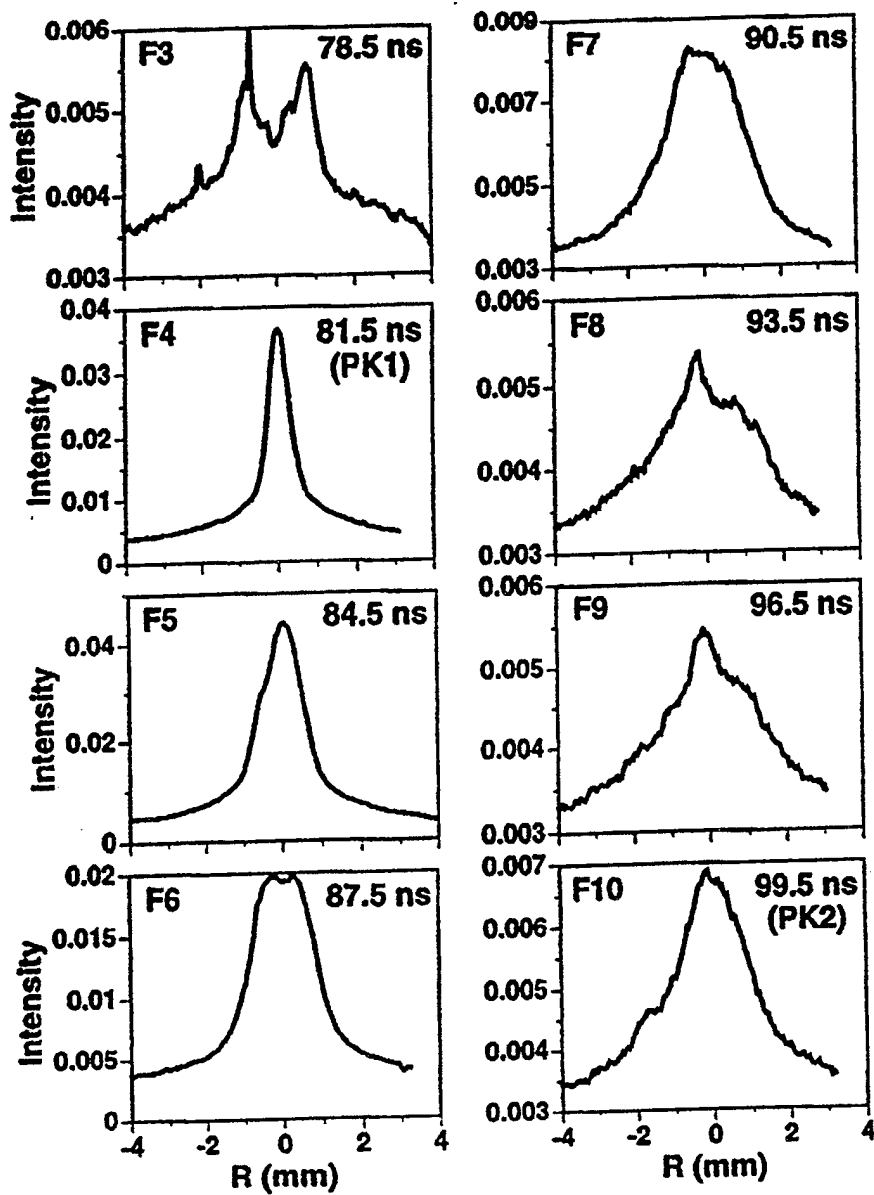 F3 78.5 ns
Intensity
0.006
0.005
0.004
0.003
F4 81.5 ns
(PK1)
Intensity
0.04
0.03
0.02
0.01
0
F5 84.5 ns
Intensity
0.04
0.02
0
F6 87.5 ns
Intensity
0.02
0.015
0.01
0.005
0
-4 -2 0 2 4
R (mm)
F7 90.5 ns
0.009
0.007
0.005
0.003
F8 93.5 ns
0.006
0.005
0.004
0.003
F9 96.5 ns
0.006
0.005
0.004
0.003
F10 99.5 ns
(PK2)
0.007
0.006
0.005
0.004
0.003
-4 -2 0 2 4
R (mm)